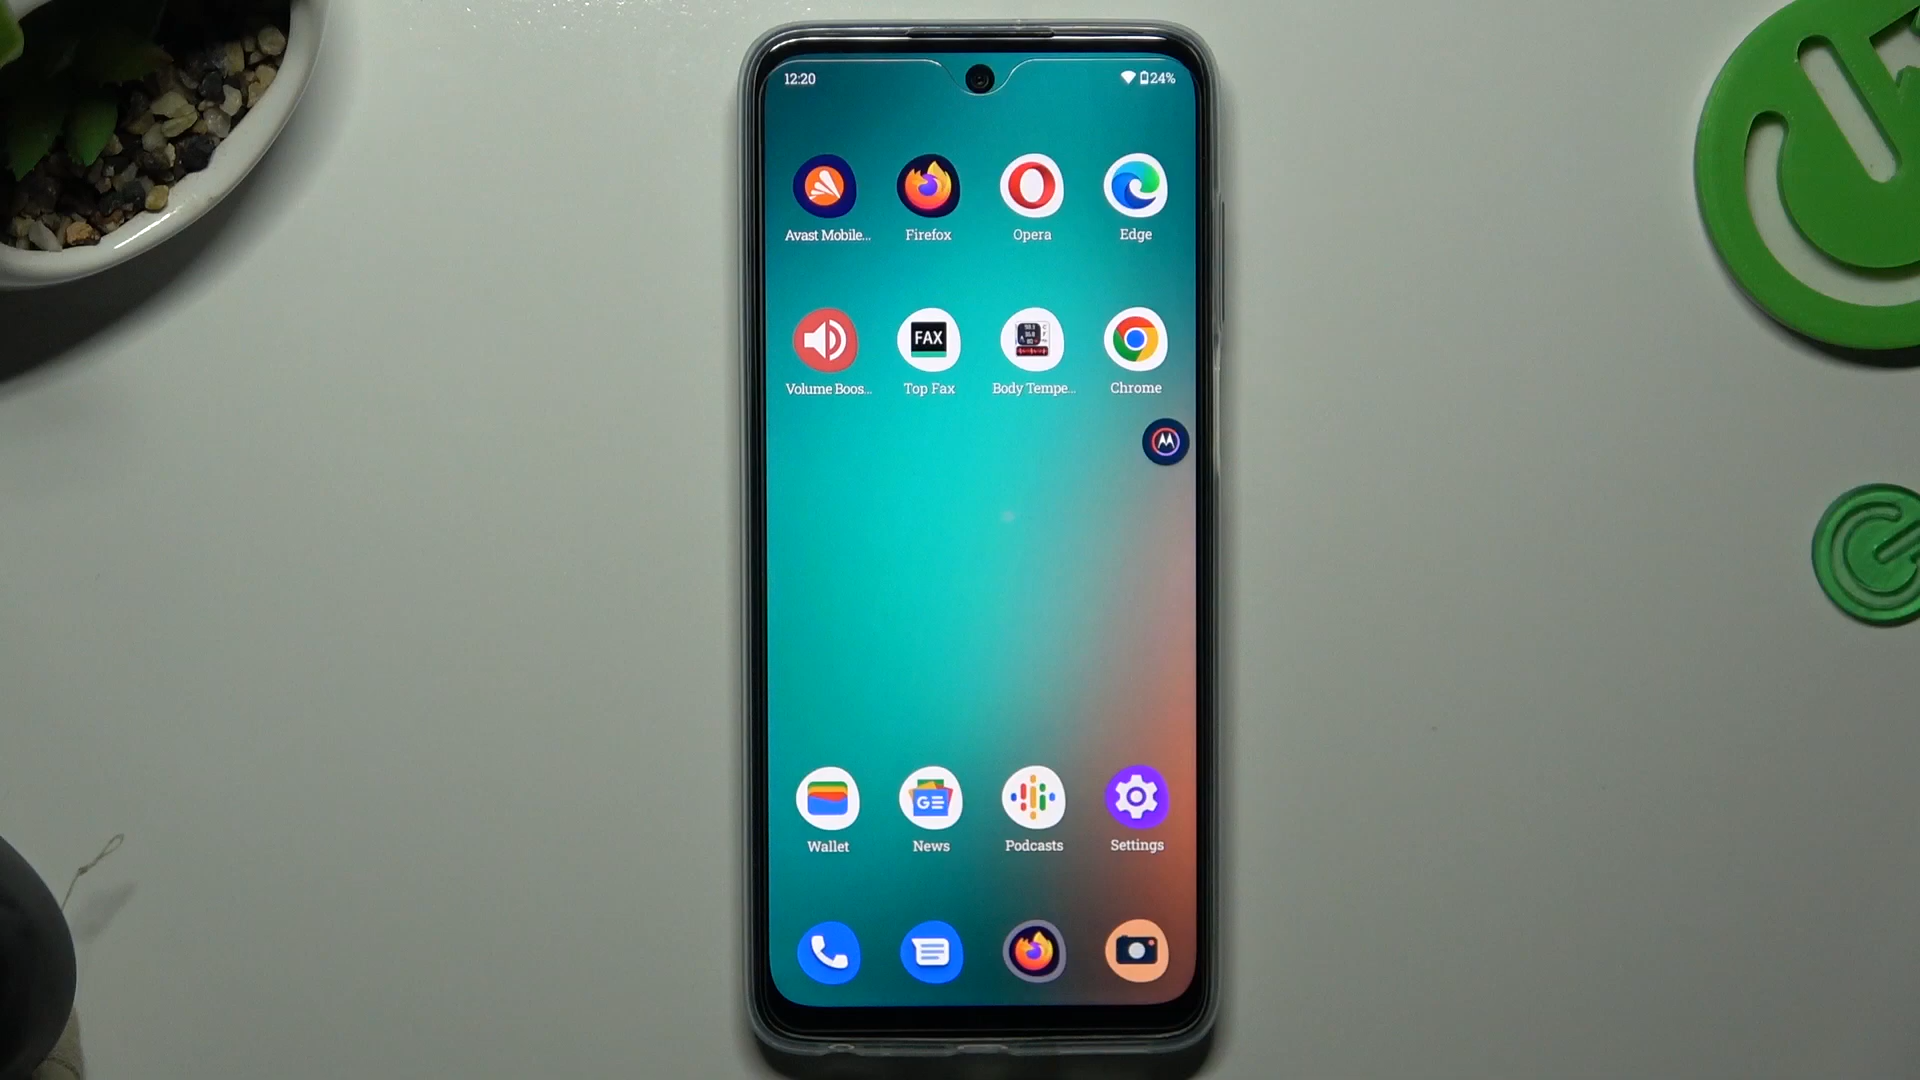 12:20 24%
Avast Mobile... Firefox Opera Edge
FAX
Volume Boos... Top Fax Body Tempe... Chrome
GE
Wallet News Podcasts Settings